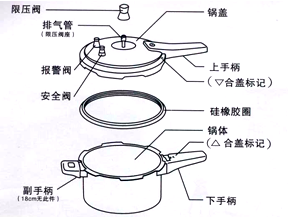 限压阀
锅盖
排气管
(限压阀座)
上手柄
(▽合盖标记)
报警阀
安全阀
硅橡胶圈
锅体
(△ 合盖标记)
副手柄
(18cm无此件)
下手柄